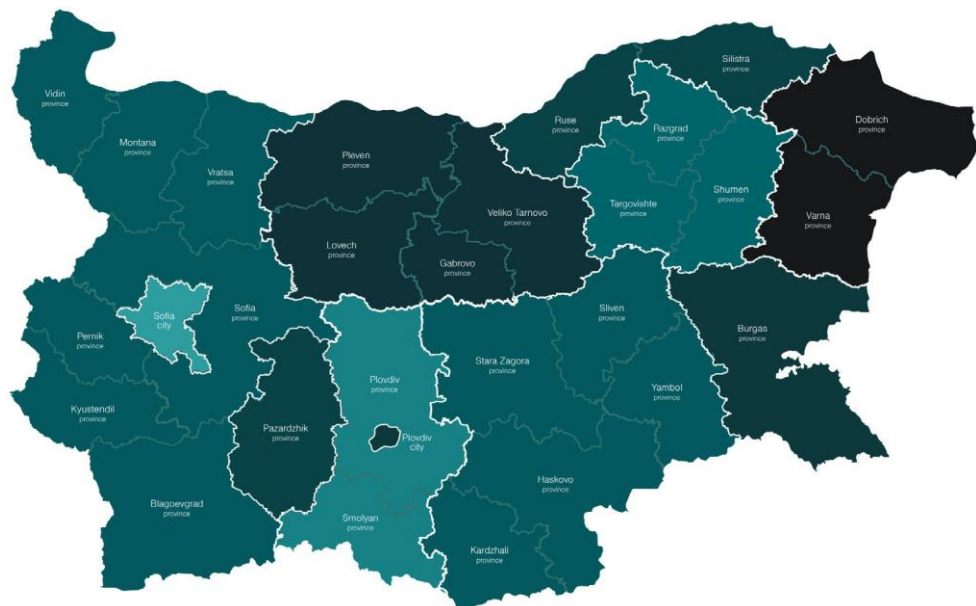 Silistra
province
Vidin
province
Dobrich
province
Ruse
province
Razgrad
province
Montana
province
Pleven
province
Vratsa
province
Shumen
province
Targovishte
province
Veliko Tarnovo
province
Varna
province
Lovech
province
Gabrovo
province
Sofia
city
Sofia
province
Sliven
province
Burgas
province
Pernik
province
Stara Zagora
province
Plovdiv
province
Yambol
province
Kyustendil
province
Pazardzhik
province
Plovdiv
city
Haskovo
province
Blagoevgrad
province
Smolyan
province
Kardzhali
province